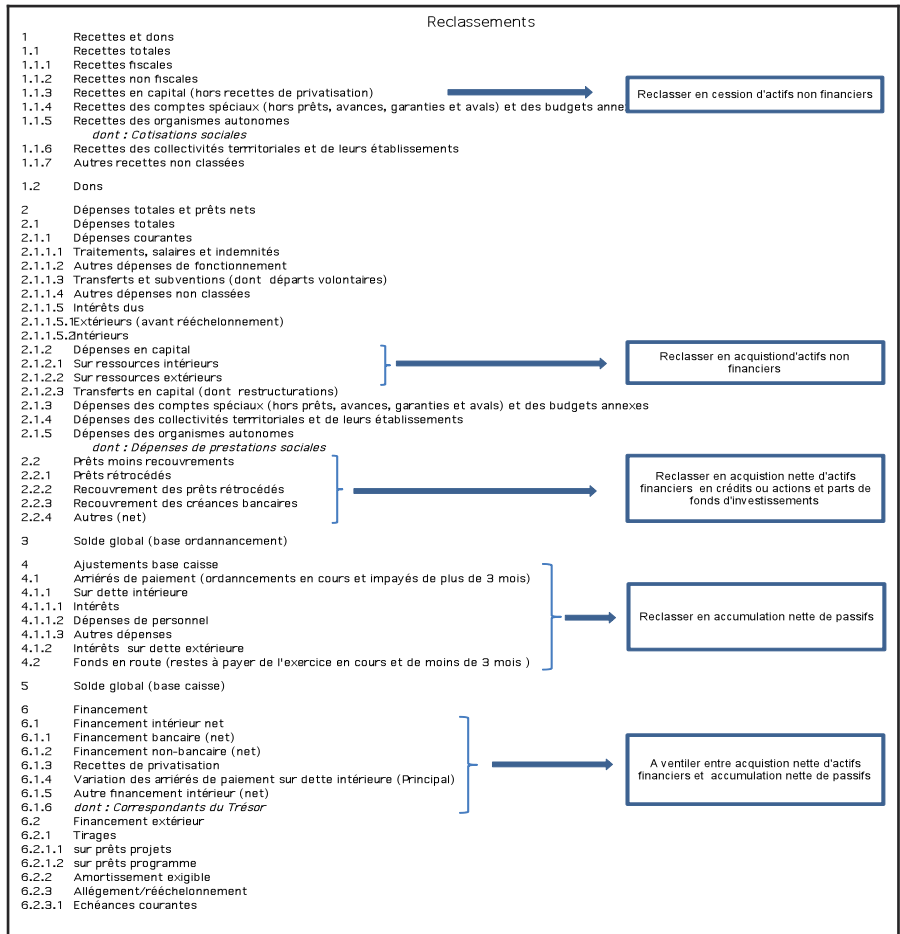 Reclassements
1 Recettes et dons
1.1 Recettes totales
1.1.1 Recettes fiscales
1.1.2 Recettes non fiscales
1.1.3 Recettes en capital (hors recettes de privatisation)
Reclasser en cession d'actifs non financiers
1.1.4 Recettes des comptes spéciaux (hors prêts, avances, garanties et avals) et des budgets anne
1.1.5 Recettes des organismes autonomes
dont : Cotisations sociales
1.1.6 Recettes des collectivités terrritoriales et de leurs établissements
1.1.7 Autres recettes non classées
1.2 Dons
2 Dépenses totales et prêts nets
2.1 Dépenses totales
2.1.1 Dépenses courantes
2.1.1.1 Traitements, salaires et indemnités
2.1.1.2 Autres dépenses de fonctionnement
2.1.1.3 Transferts et subventions (dont départs volontaires)
2.1.1.4 Autres dépenses non classées
2.1.1.5 Intérêts dus
2.1.1.5.1 Extérieurs (avant rééchelonnement)
2.1.1.5.2 Intérieurs
2.1.2 Dépenses en capital
2.1.2.1 Sur ressources intérieurs
2.1.2.2 Sur ressources extérieurs
Reclasser en acquistiond'actifs non
financiers
2.1.2.3 Transferts en capital (dont restructurations)
2.1.3 Dépenses des comptes spéciaux (hors prêts, avances, garanties et avals) et des budgets annexes
2.1.4 Dépenses des collectivités territoriales et de leurs établissements
2.1.5 Dépenses des organismes autonomes
dont : Dépenses de prestations sociales
2.2 Prêts moins recouvrements
2.2.1 Prêts rétrocédés
2.2.2 Recouvrement des prêts rétrocédés
2.2.3 Recouvrement des créances bancaires
2.2.4 Autres (net)
Reclasser en acquistion nette d'actifs
financiers en crédits ou actions et parts de
fonds d'investissements
3 Solde global (base ordannancement)
4 Ajustements base caisse
4.1 Arriérés de paiement (ordanncements en cours et impayés de plus de 3 mois)
4.1.1 Sur dette intérieure
4.1.1.1 Intérêts
4.1.1.2 Dépenses de personnel
4.1.1.3 Autres dépenses
4.1.2 Intérêts sur dette extérieure
4.2 Fonds en route (restes à payer de l'exercice en cours et de moins de 3 mois )
Reclasser en accumulation nette de passifs
5 Solde global (base caisse)
6 Financement
6.1 Financement intérieur net
6.1.1 Financement bancaire (net)
6.1.2 Financement non-bancaire (net)
6.1.3 Recettes de privatisation
6.1.4 Variation des arriérés de paiement sur dette intérieure (Principal)
6.1.5 Autre financement intérieur (net)
6.1.6 dont : Correspondants du Trésor
A ventiler entre acquistion nette d'actifs
financiers et accumulation nette de passifs
6.2 Financement extérieur
6.2.1 Tirages
6.2.1.1 sur prêts projets
6.2.1.2 sur prêts programme
6.2.2 Amortissement exigible
6.2.3 Allégement/rééchelonnement
6.2.3.1 Echéances courantes